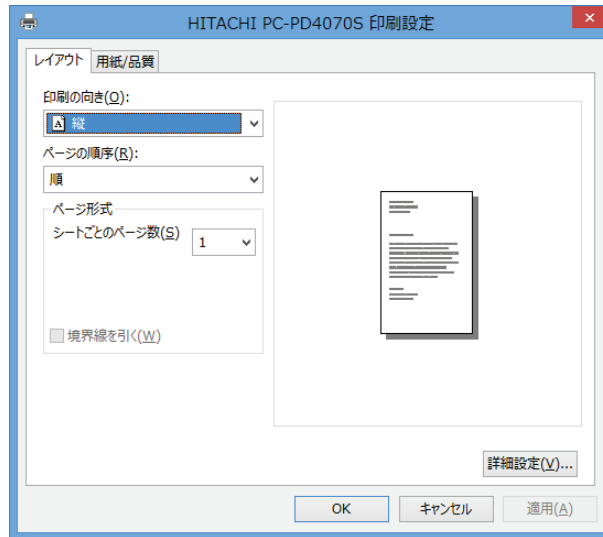 HITACHI PC-PD4070S 印刷設定
レイアウト 用紙/品質
印刷の向き(O):
縦
ページの順序(R):
順
ページ形式
シートごとのページ数(S) 1
境界線を引く(W)
詳細設定(V)...
OK キャンセル 適用(A)